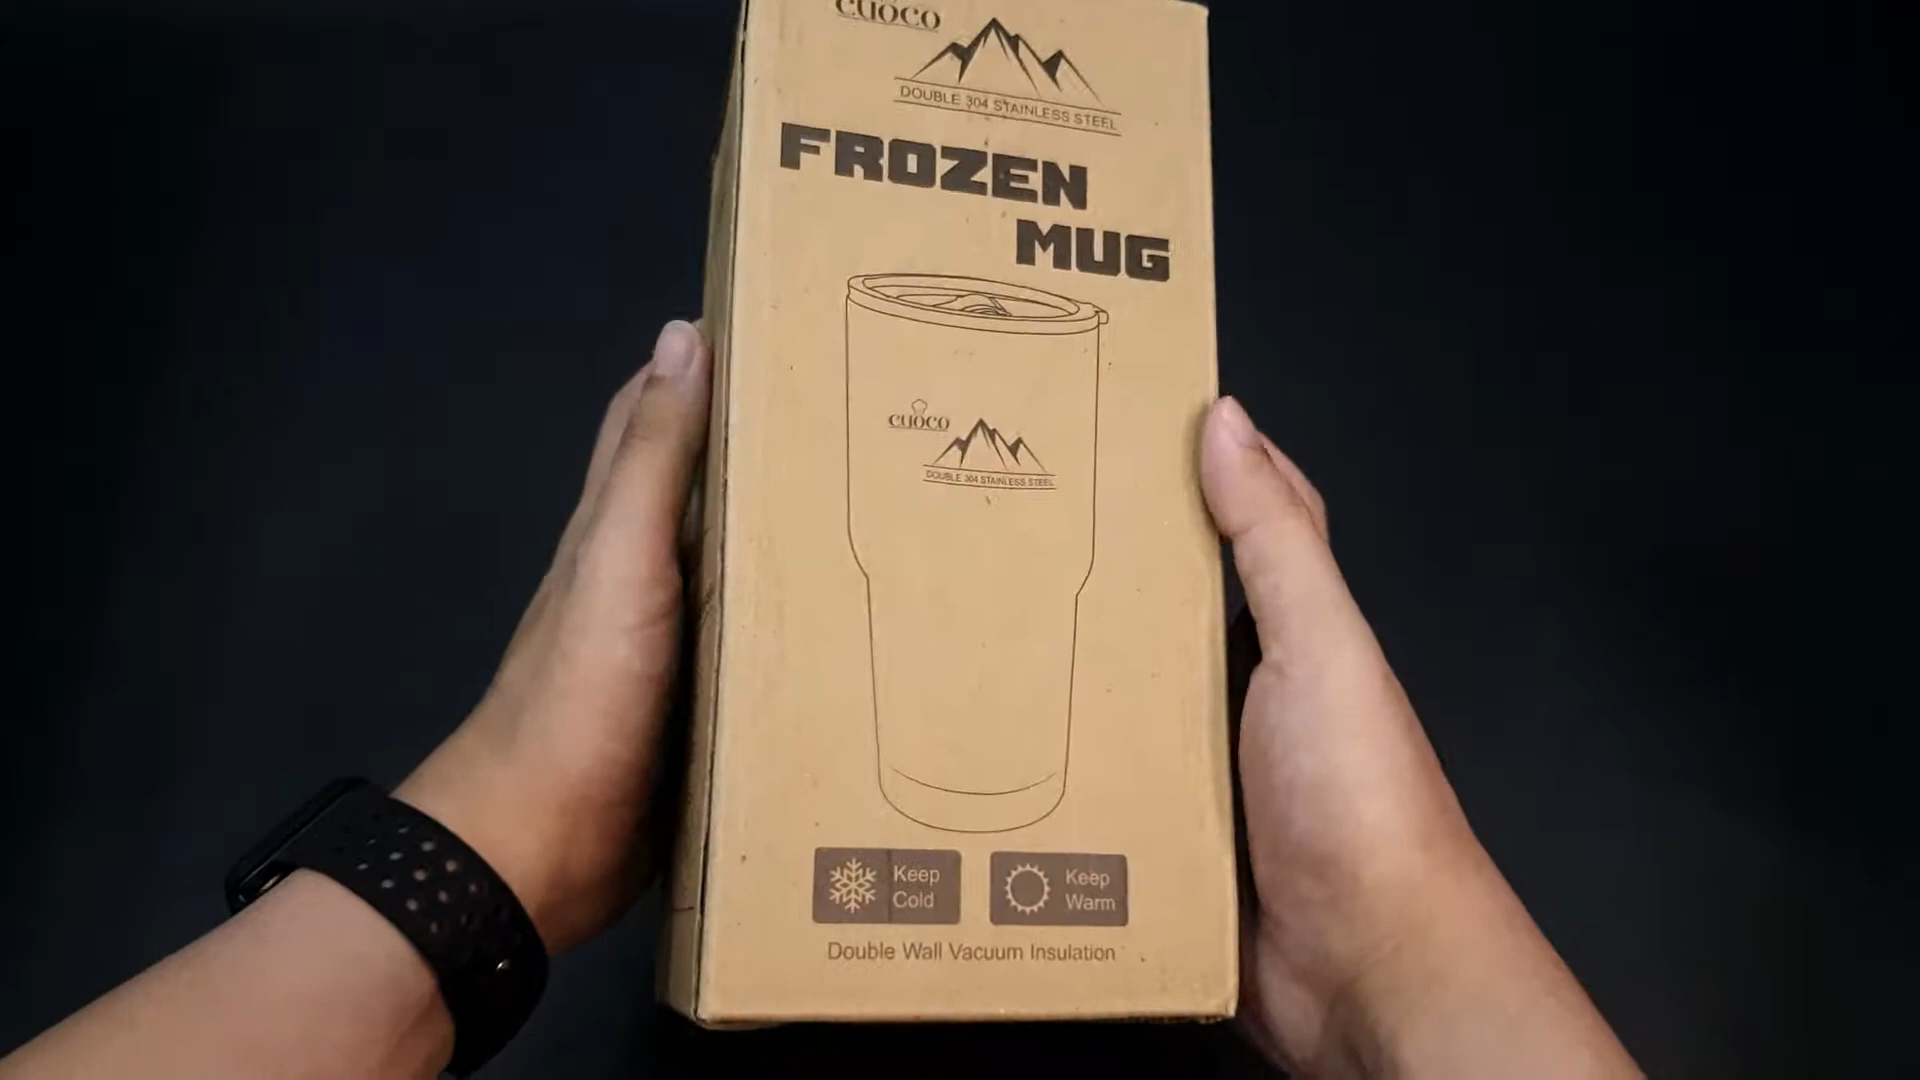 cuoco
DOUBLE 304 STAINLESS STEEL
FROZEN
MUG
cuoco
DOUBLE 304 STAINLESS STEEL
Keep
Cold
Keep
Warm
Double Wall Vacuum Insulation